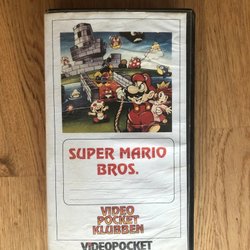 SUPER MARIO
BROS.
VIDEO
POCKET
KLUBBEN
VIDEOPOCKET